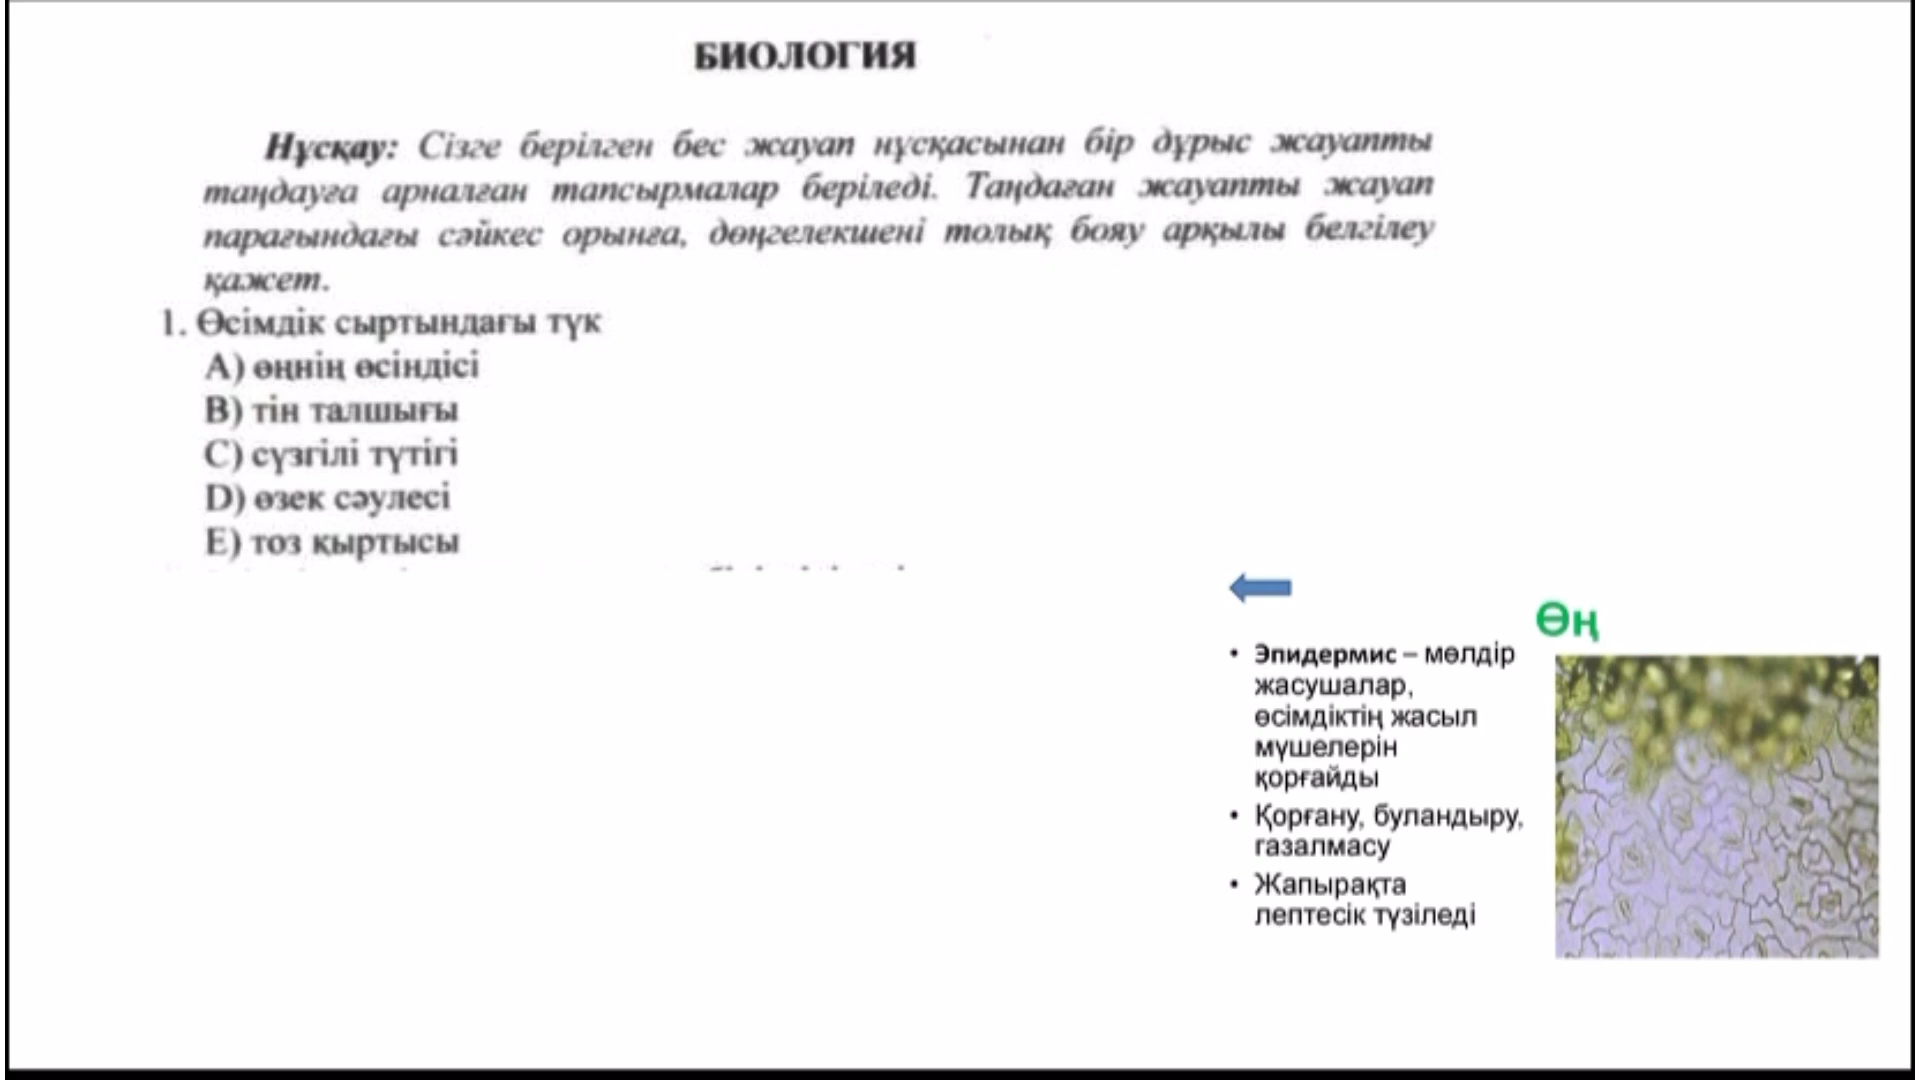 БИОЛОГИЯ
Нұсқау: Сізге берілген бес жауап нұсқасынан бір дұрыс жауапты
таңдауға арналған тапсырмалар беріледі. Таңдаған жауапты жауап
парағындағы сәйкес орынға, дөңгелекшені толық бояу арқылы белгілеу
қажет.
1. Өсімдік сыртындағы түк
A) өңнің өсіндісі
B) тін талшығы
C) сүзгілі түтігі
D) өзек сәулесі
E) тоз қыртысы
Өң
• Эпидермис – мөлдір
жасушалар,
өсімдіктің жасыл
мүшелерін
қорғайды
• Қорғану, буландыру,
газалмасу
• Жапырақта
лептесік түзіледі